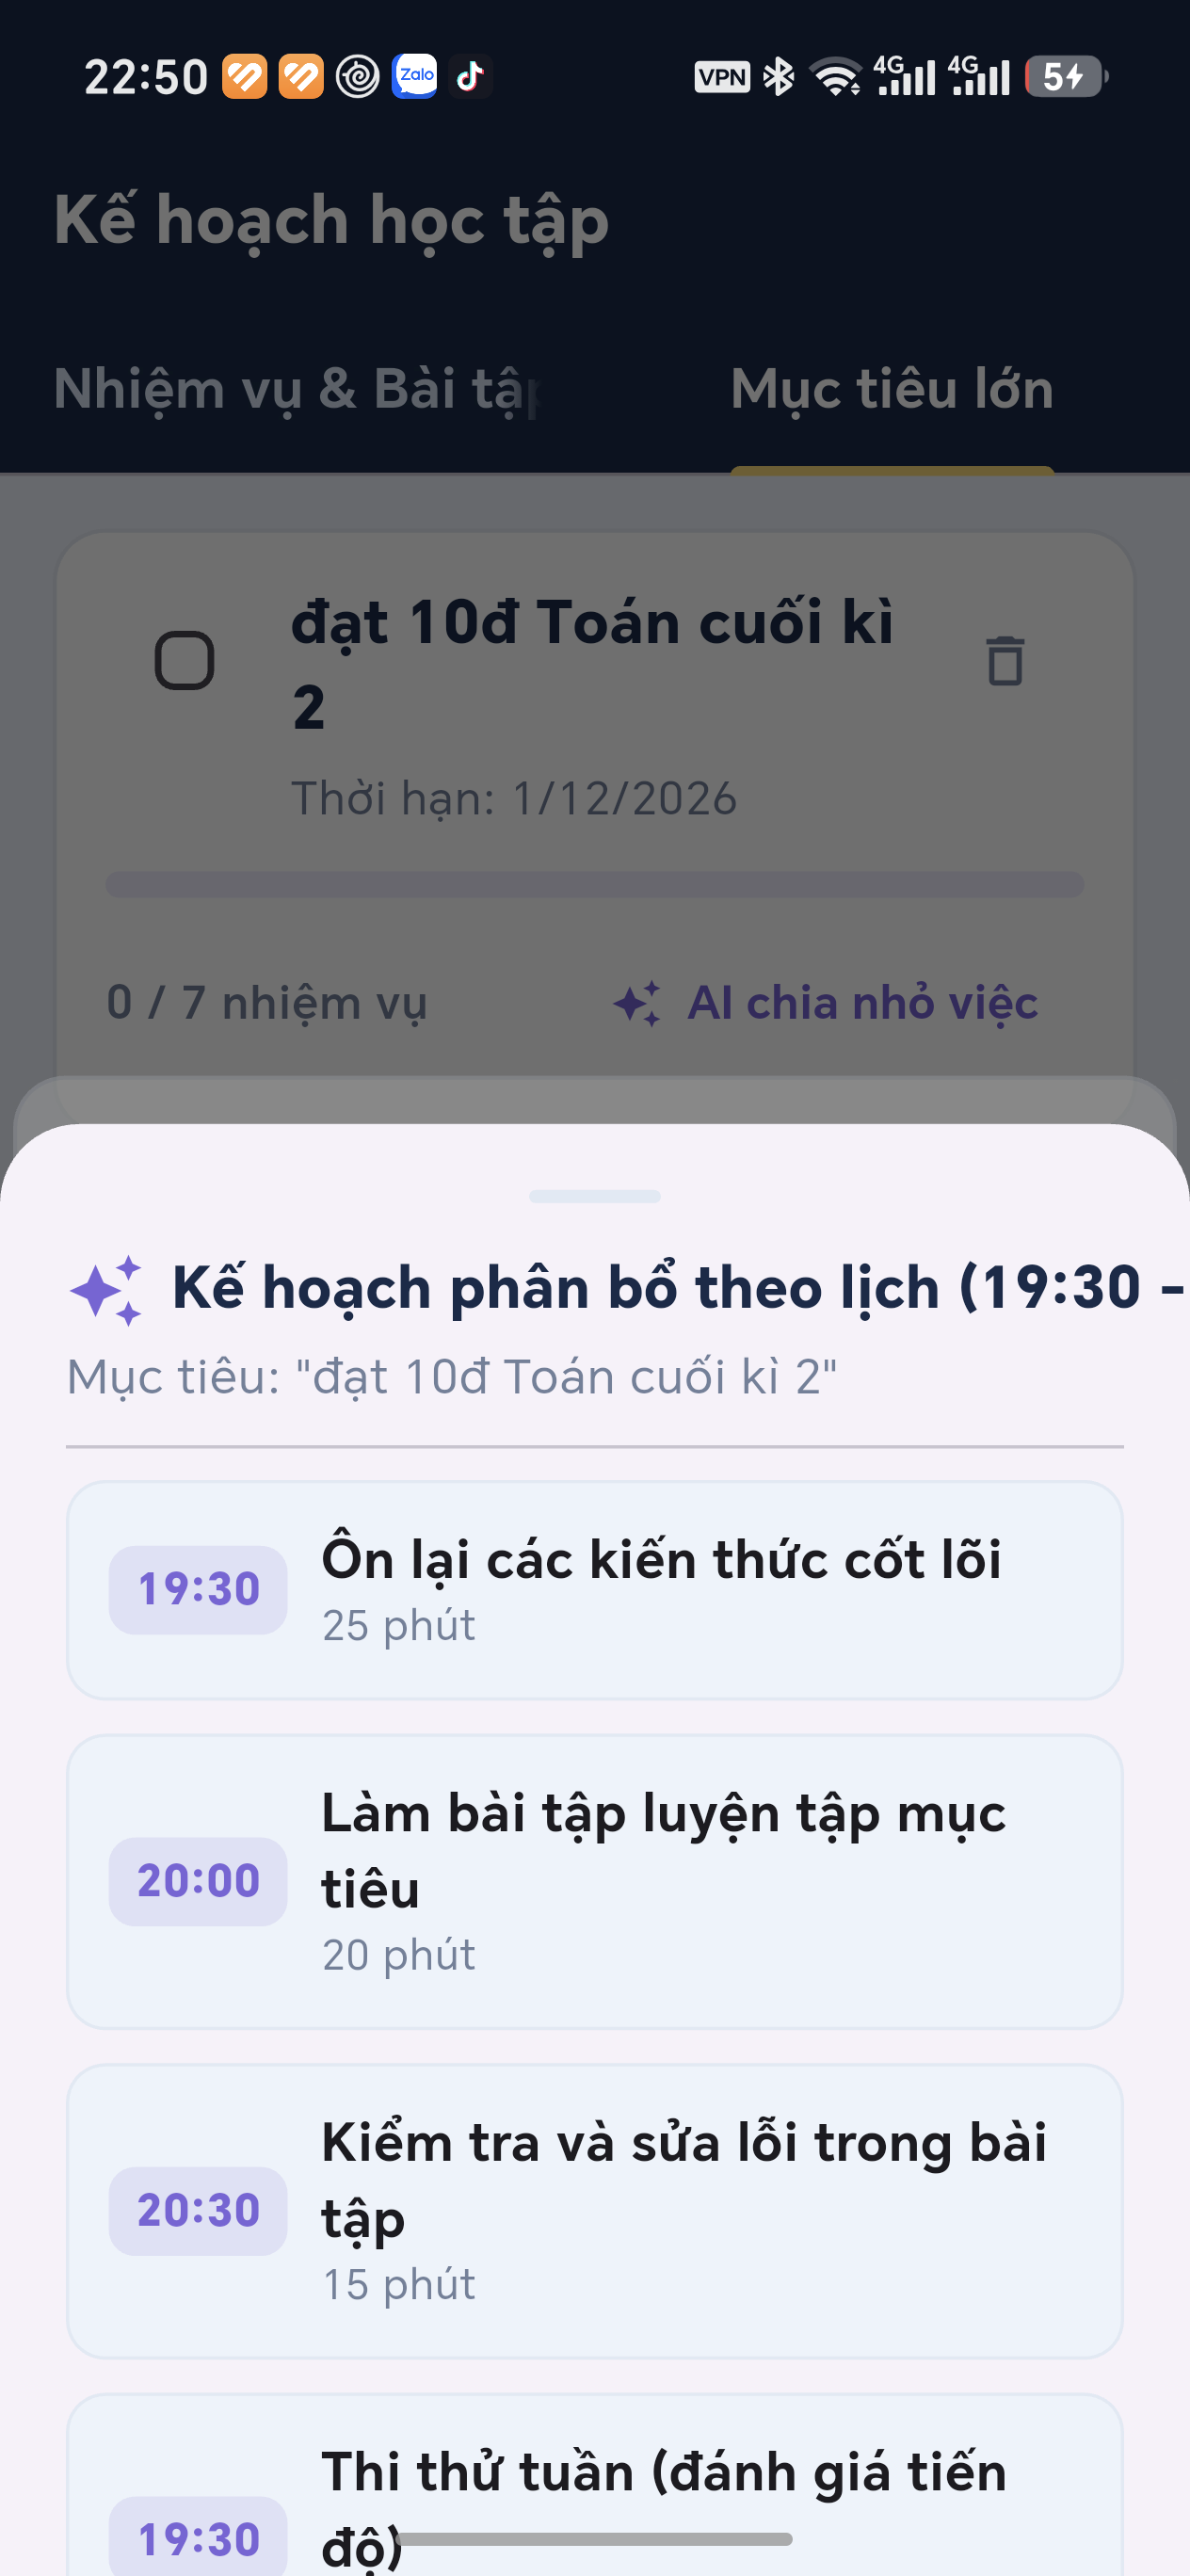 22:50
Zalo
VPN
4G
4G
5
Kế hoạch học tập
Nhiệm vụ & Bài tập
Mục tiêu lớn
đạt 10đ Toán cuối kì
2
Thời hạn: 1/12/2026
0 / 7 nhiệm vụ
AI chia nhỏ việc
Kế hoạch phân bổ theo lịch (19:30 -
Mục tiêu: "đạt 10đ Toán cuối kì 2"
19:30
Ôn lại các kiến thức cốt lõi
25 phút
20:00
Làm bài tập luyện tập mục
tiêu
20 phút
20:30
Kiểm tra và sửa lỗi trong bài
tập
15 phút
19:30
Thi thử tuần (đánh giá tiến
độ)